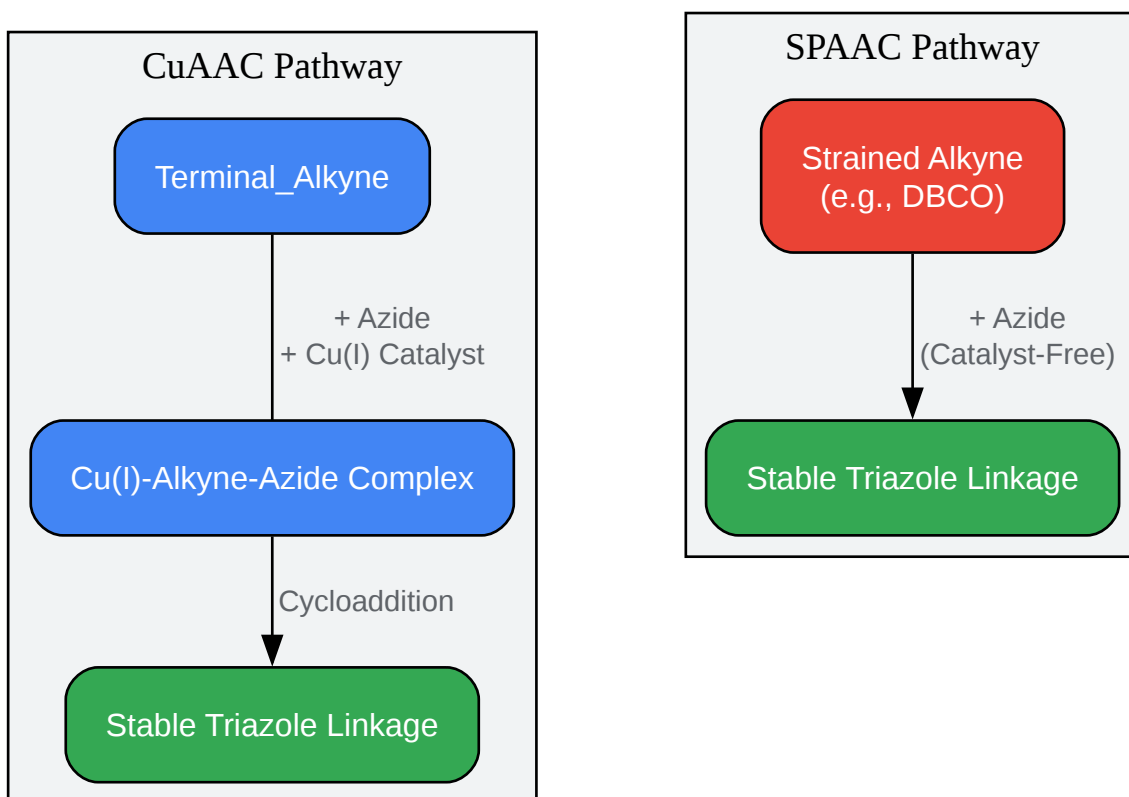 CuAAC Pathway
Terminal_Alkyne
+ Azide
+ Cu(I) Catalyst
Cu(I)-Alkyne-Azide Complex
Cycloaddition
Stable Triazole Linkage
SPAAC Pathway
Strained Alkyne
(e.g., DBCO)
+ Azide
(Catalyst-Free)
Stable Triazole Linkage